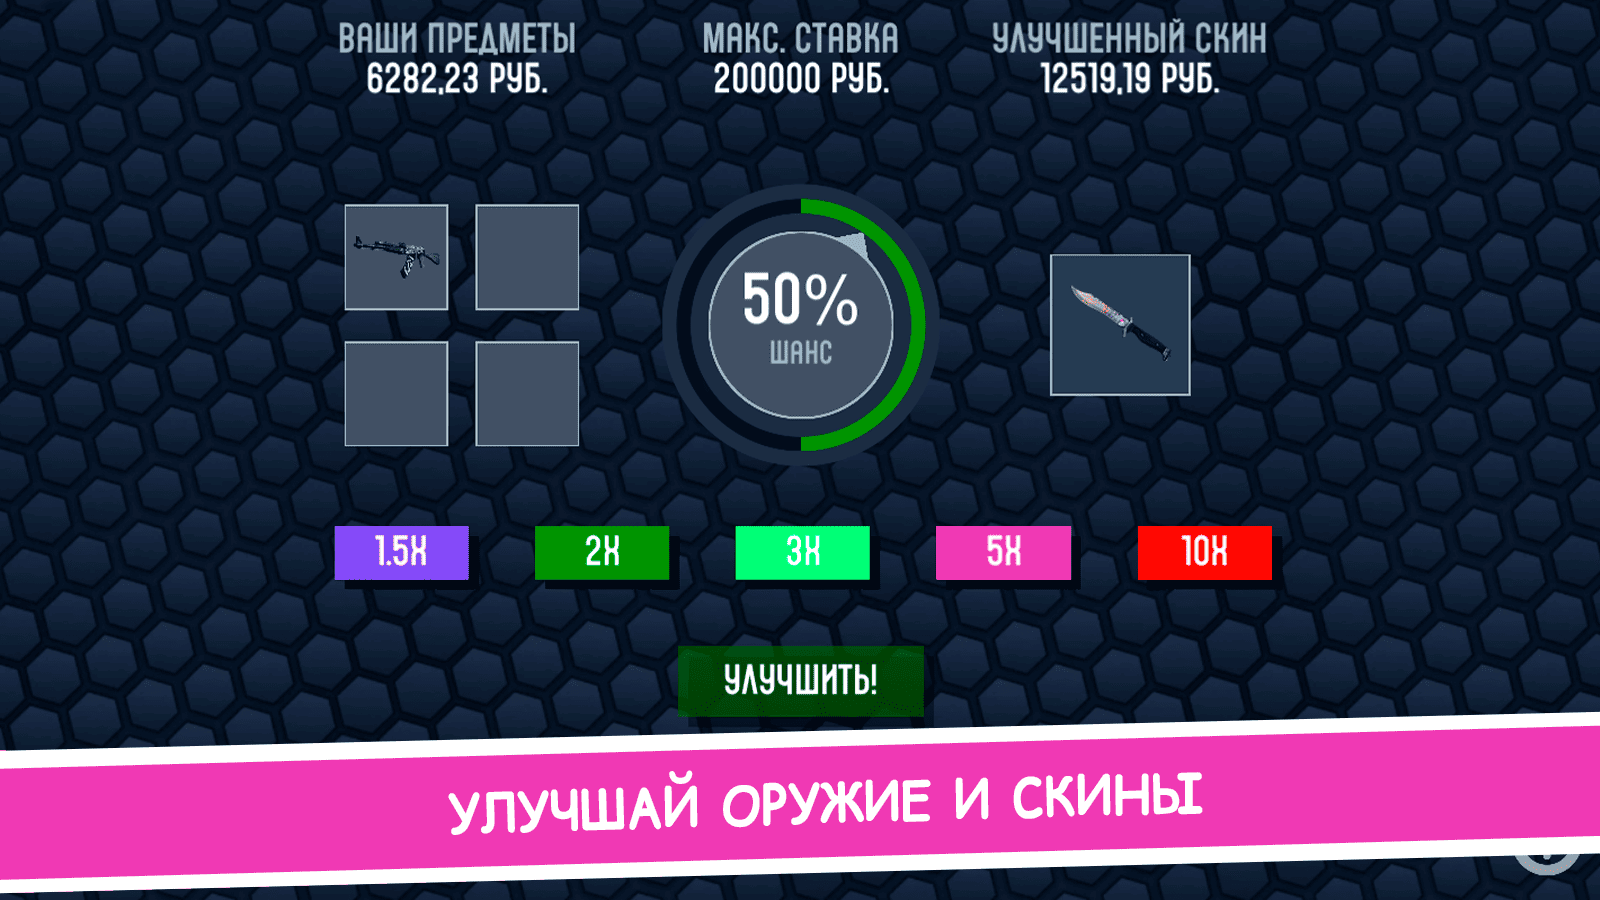 ВАШИ ПРЕДМЕТЫ
6282,23 РУБ.
МАКС. СТАВКА
200000 РУБ.
УЛУЧШЕННЫЙ СКИН
12519,19 РУБ.
50%
ШАНС
1.5X
2X
3X
5X
10X
УЛУЧШИТЬ!
УЛУЧШАЙ ОРУЖИЕ И СКИНЫ